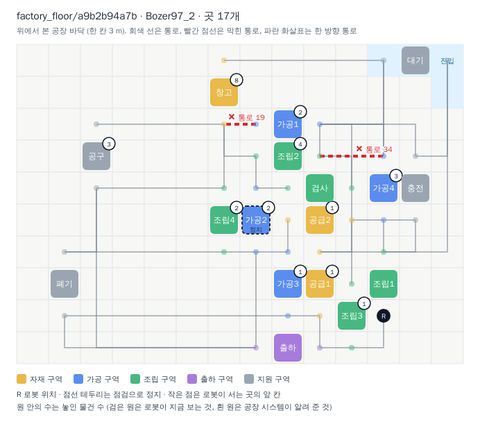 factory_floor/a9b2b94a7b · Bozer97_2 · 곳 17개
위에서 본 공장 바닥 (한 칸 3 m). 회색 선은 통로, 빨간 점선은 막힌 통로, 빨간 화살표는 한 방향 통로
대기
진입
창고 8
✕ 통로 19
가공1 2
공구 3
조립2 4
✕ 통로 34
검사
가공4 3
충전
조립4 2
가공2 2
정지
공급2 1
폐기
가공3 1
공급1 1
조립1
조립3 1
R
출하
자재 구역
가공 구역
조립 구역
출하 구역
지원 구역
R 로봇 위치 · 점선 테두리는 점검으로 정지 · 작은 점은 로봇이 서는 곳의 앞 칸
원 안의 수는 놓인 물건 수 (검은 원은 로봇이 지금 보는 것, 흰 원은 공장 시스템이 알려 준 것)